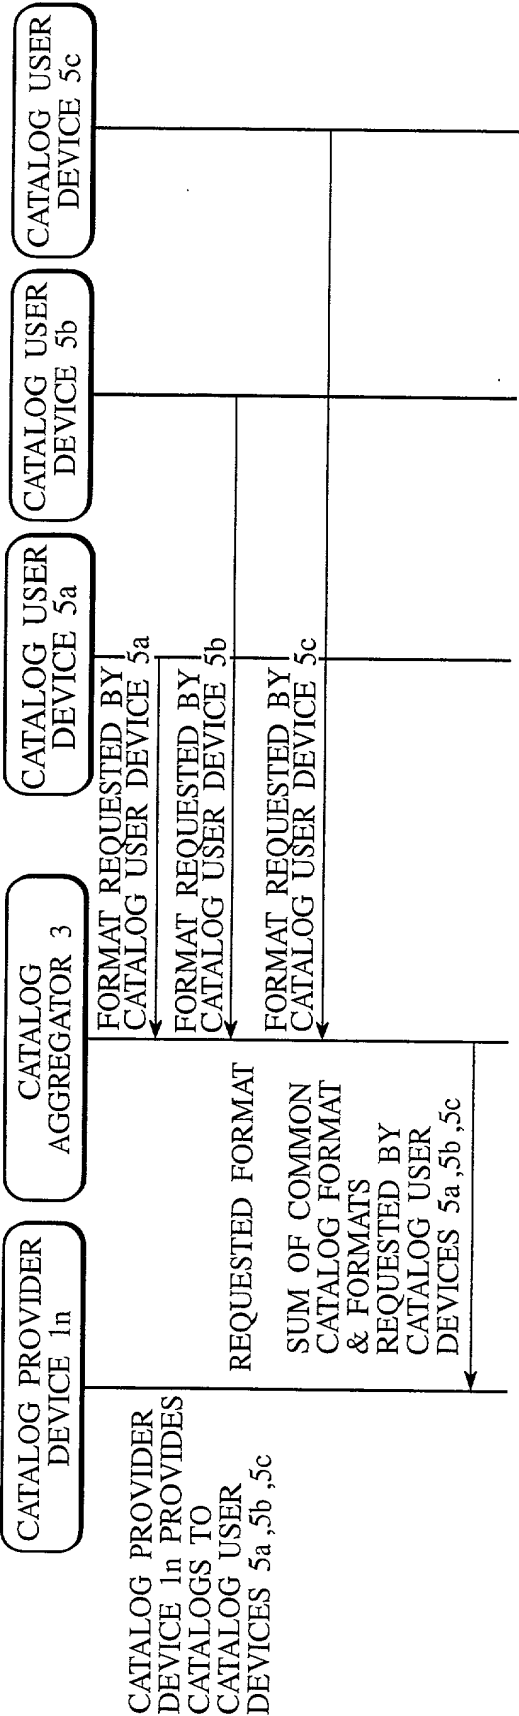 CATALOG PROVIDER
DEVICE 1n
CATALOG
AGGREGATOR 3
CATALOG USER
DEVICE 5a
CATALOG USER
DEVICE 5b
CATALOG USER
DEVICE 5c
CATALOG PROVIDER
DEVICE 1n PROVIDES
CATALOGS TO
CATALOG USER
DEVICES 5a ,5b ,5c
FORMAT REQUESTED BY
CATALOG USER DEVICE 5a
FORMAT REQUESTED BY
CATALOG USER DEVICE 5b
FORMAT REQUESTED BY
CATALOG USER DEVICE 5c
REQUESTED FORMAT
SUM OF COMMON
CATALOG FORMAT
& FORMATS
REQUESTED BY
CATALOG USER
DEVICES 5a ,5b ,5c